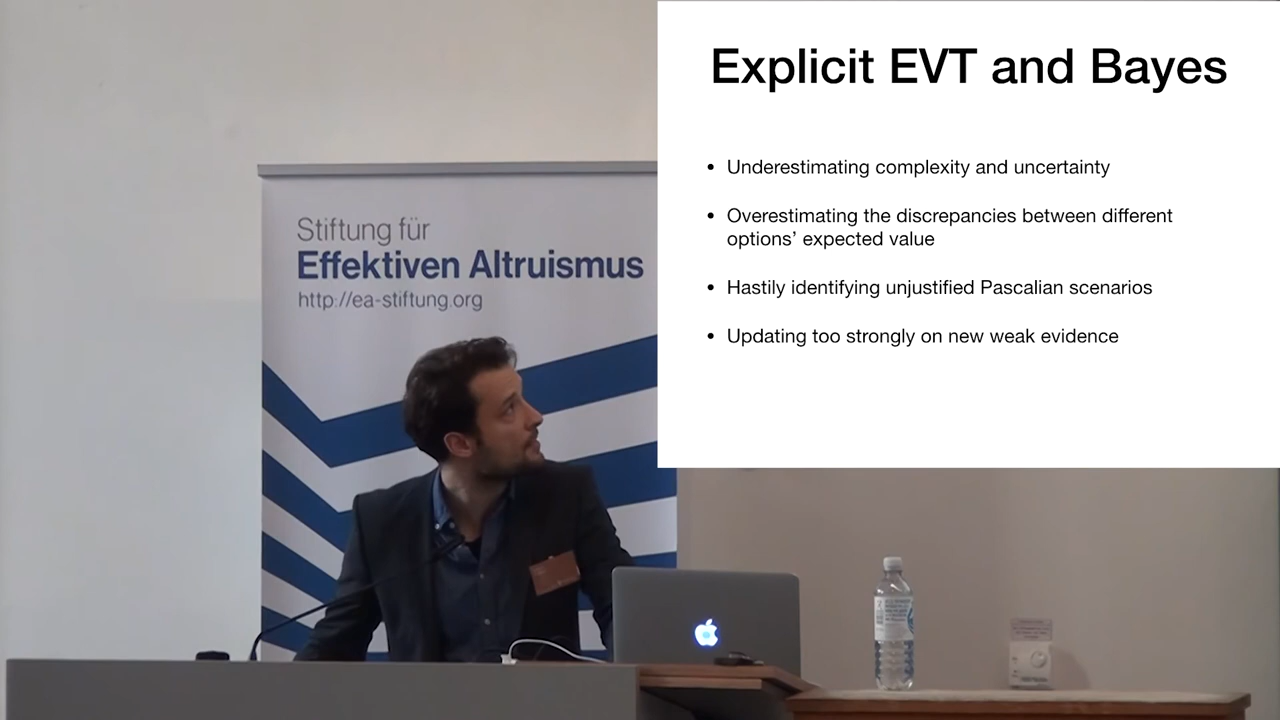 Explicit EVT and Bayes
• Underestimating complexity and uncertainty
• Overestimating the discrepancies between different
options’ expected value
• Hastily identifying unjustified Pascalian scenarios
• Updating too strongly on new weak evidence
Stiftung für
Effektiven Altruismus
http://ea-stiftung.org